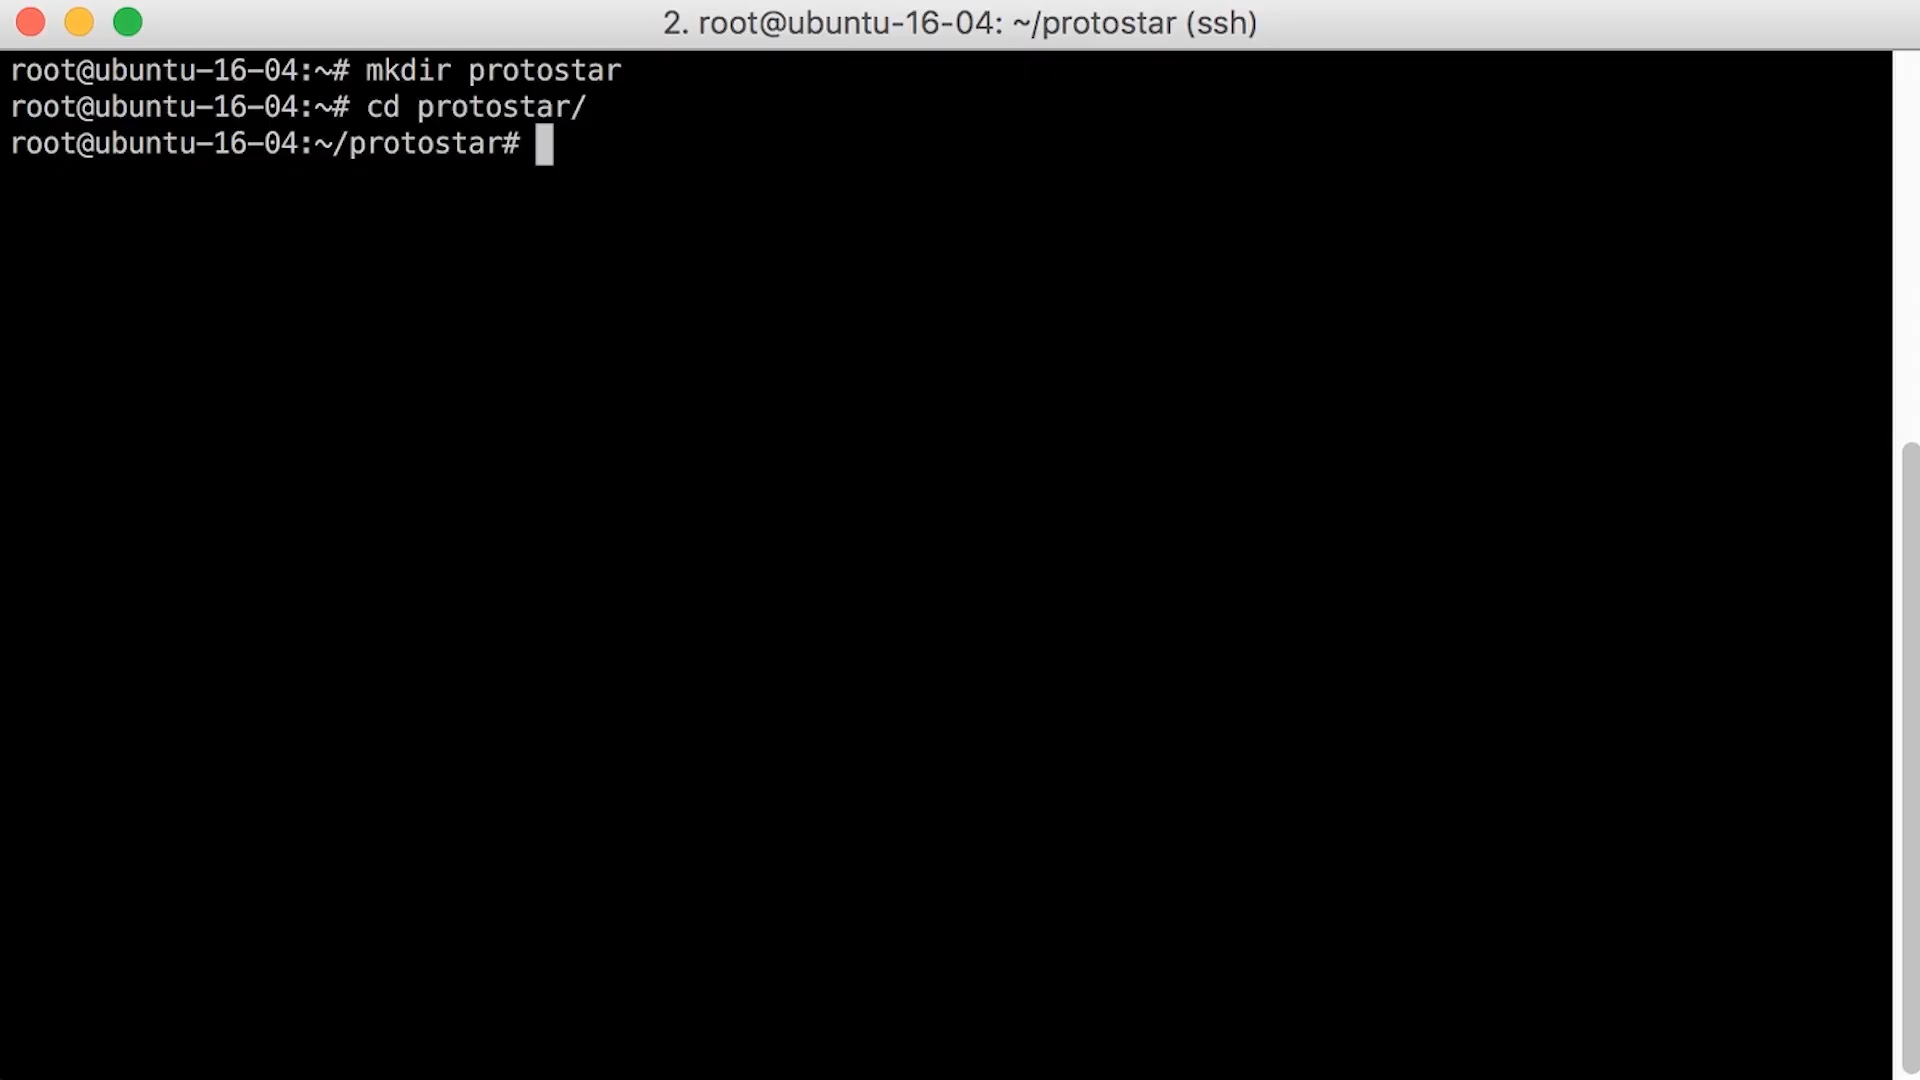 2. root@ubuntu-16-04: ~/protostar (ssh)
root@ubuntu-16-04:~# mkdir protostar
root@ubuntu-16-04:~# cd protostar/
root@ubuntu-16-04:~/protostar#